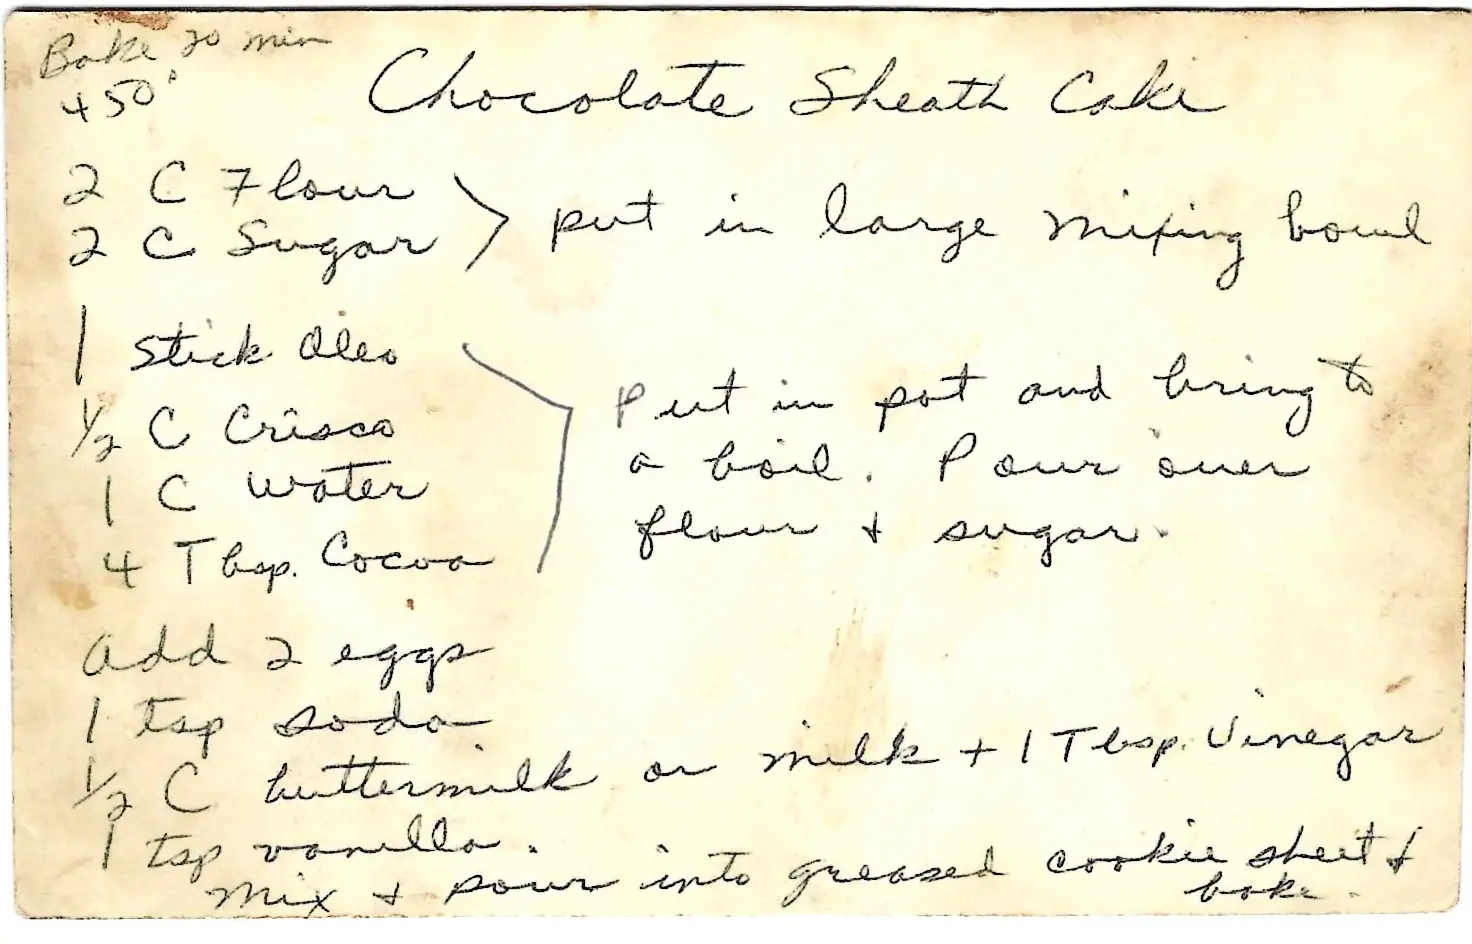 Bake 20 min
450°
Chocolate Sheath Cake
2 C Flour
2 C Sugar
put in large mixing bowl
1 Stick Oleo
1/2 C Crisco
1 C Water
4 Tbsp. Cocoa
Put in pot and bring to
a boil. Pour over
flour + sugar.
add 2 eggs
1 tsp soda
1/2 C buttermilk or milk + 1 Tbsp. Vinegar
1 tsp vanilla.
Mix + pour into greased cookie sheet +
bake.